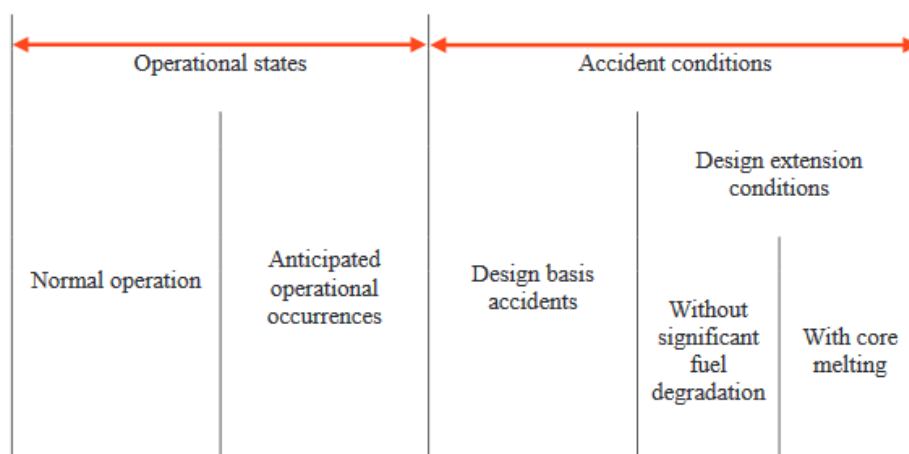 Operational states
Accident conditions
Design extension
conditions
Normal operation
Anticipated
operational
occurrences
Design basis
accidents
Without
significant
fuel
degradation
With core
melting